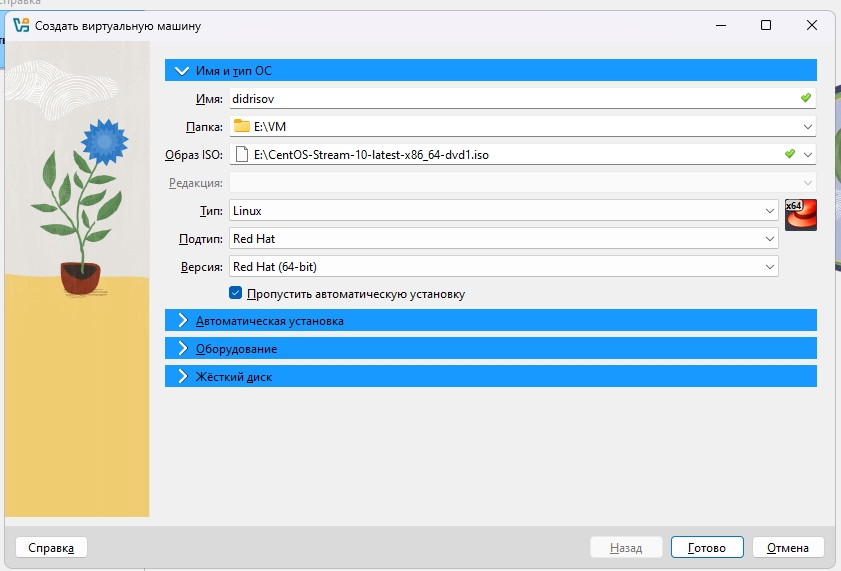 Справка
Создать виртуальную машину
Имя и тип ОС
Имя: didrisov
Папка: E:\VM
Образ ISO: E:\CentOS-Stream-10-latest-x86_64-dvd1.iso
Редакция:
Тип: Linux
x64
Подтип: Red Hat
Версия: Red Hat (64-bit)
Пропустить автоматическую установку
Автоматическая установка
Оборудование
Жёсткий диск
Справка Назад Готово Отмена